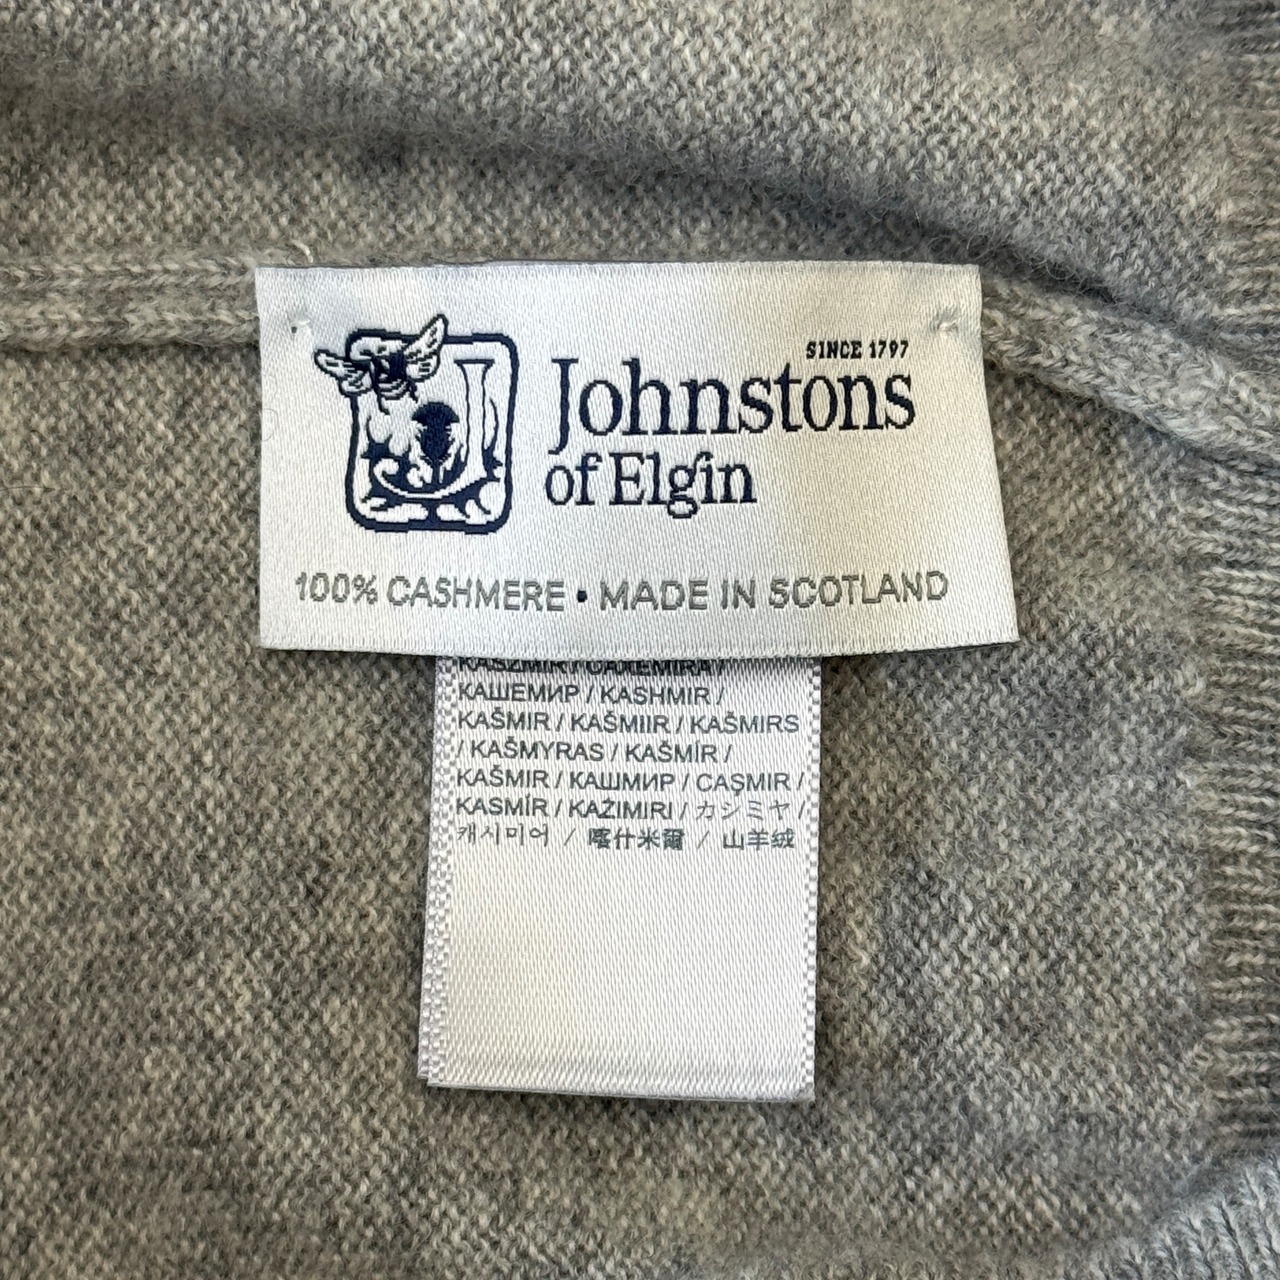 SINCE 1797
Johnstons
of Elgin
100% CASHMERE • MADE IN SCOTLAND
КАШЕМИР / KASHMIR /
KAŠMIR / KAŠMIIR / KAŠMIRS
/ KAŠMYRAS / KAŠMÍR /
KAŠMIR / КАШМИР / CAŞMIR /
KASMÍR / KAŻIMIRI / カシミヤ /
캐시미어 / 喀什米爾 / 山羊绒